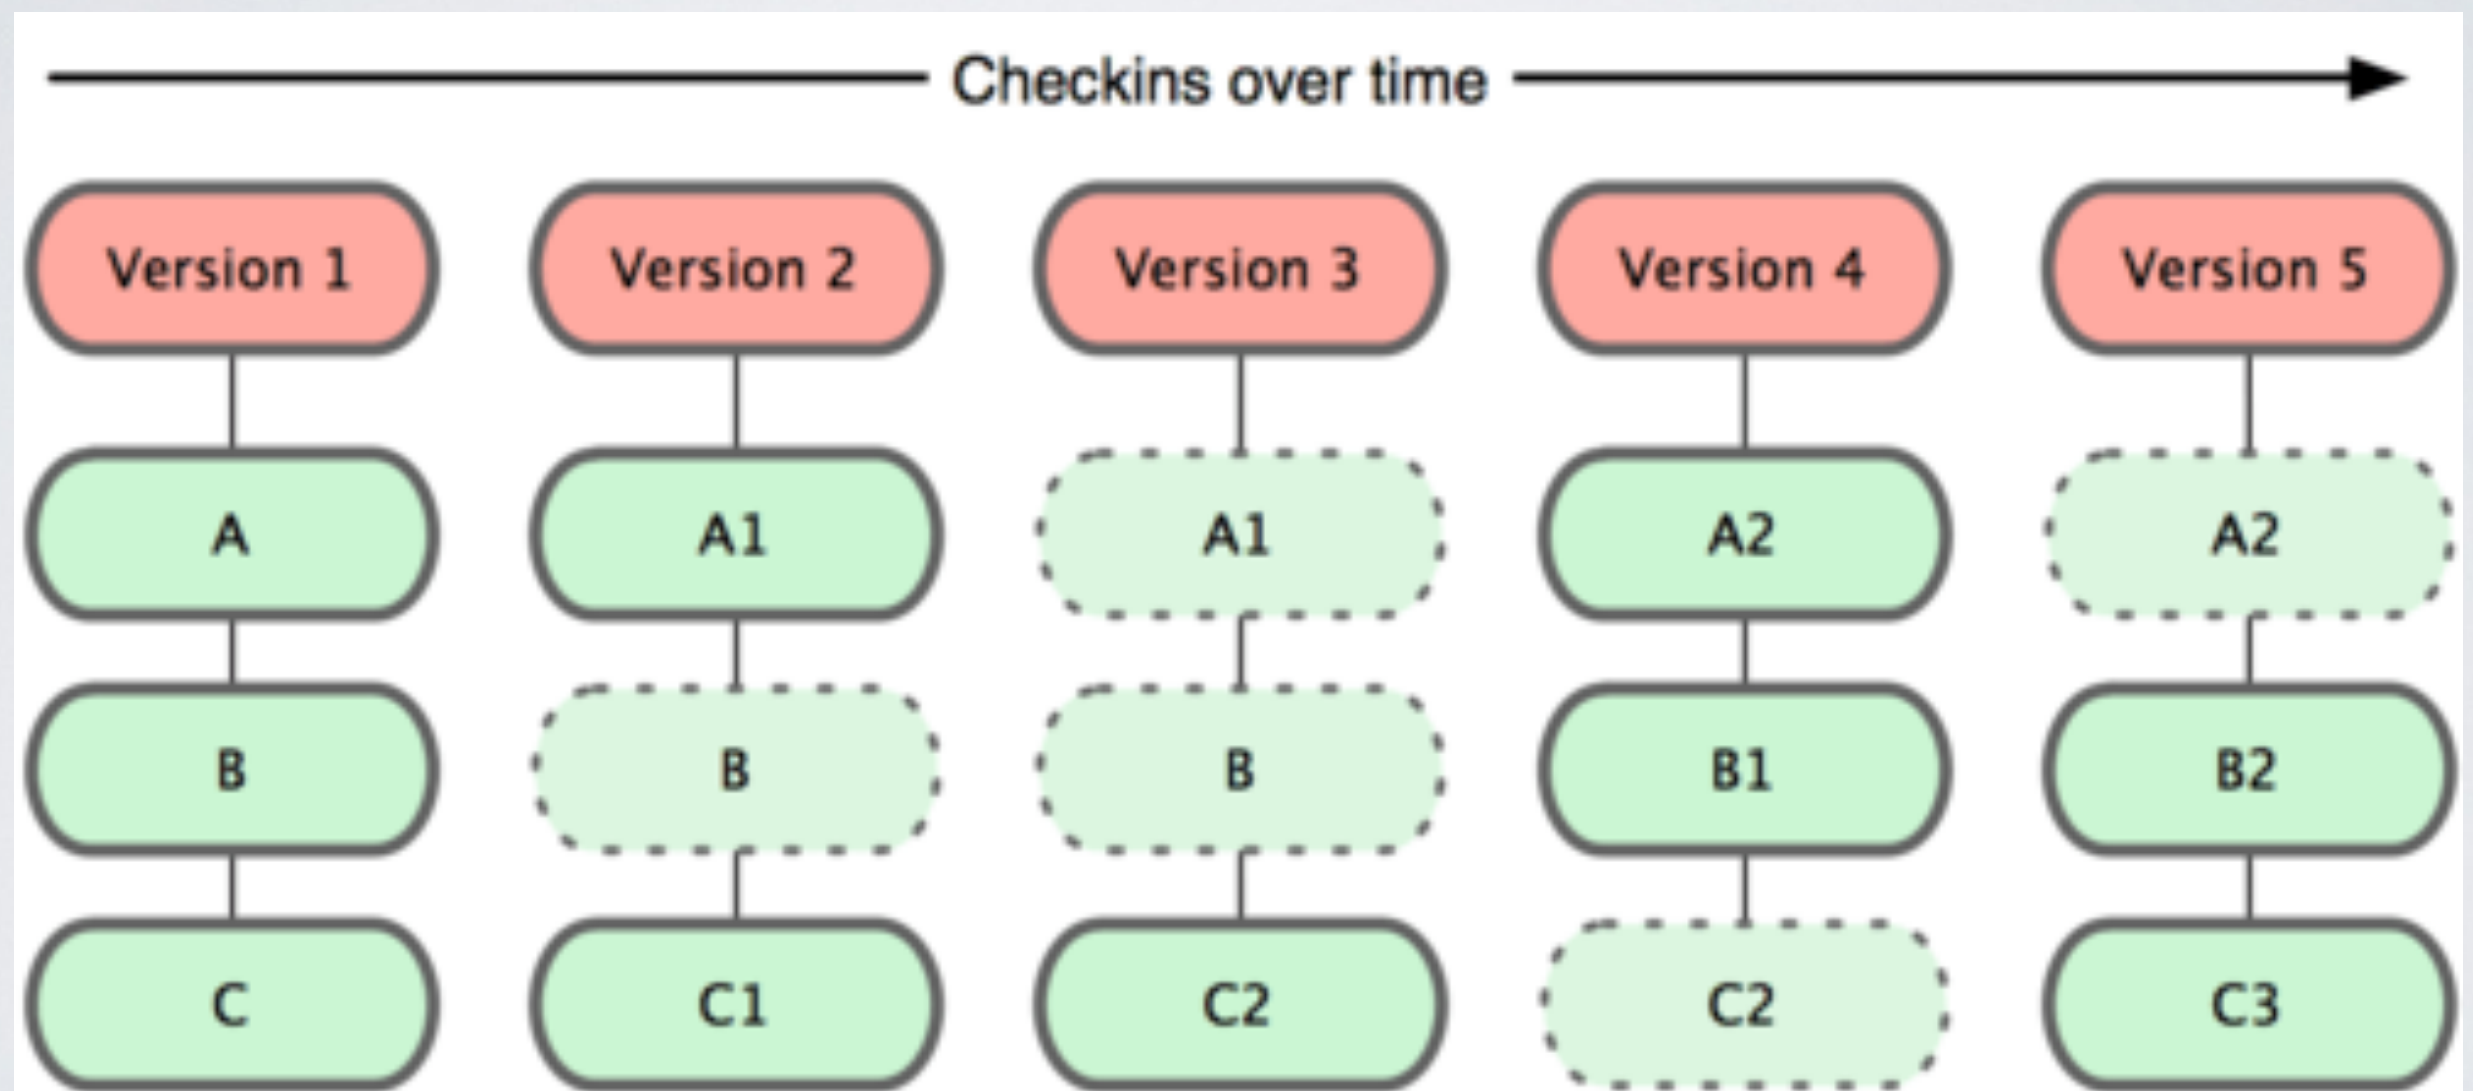 Checkins over time
Version 1 Version 2 Version 3 Version 4 Version 5
A A1 A1 A2 A2
B B B B1 B2
C C1 C2 C2 C3